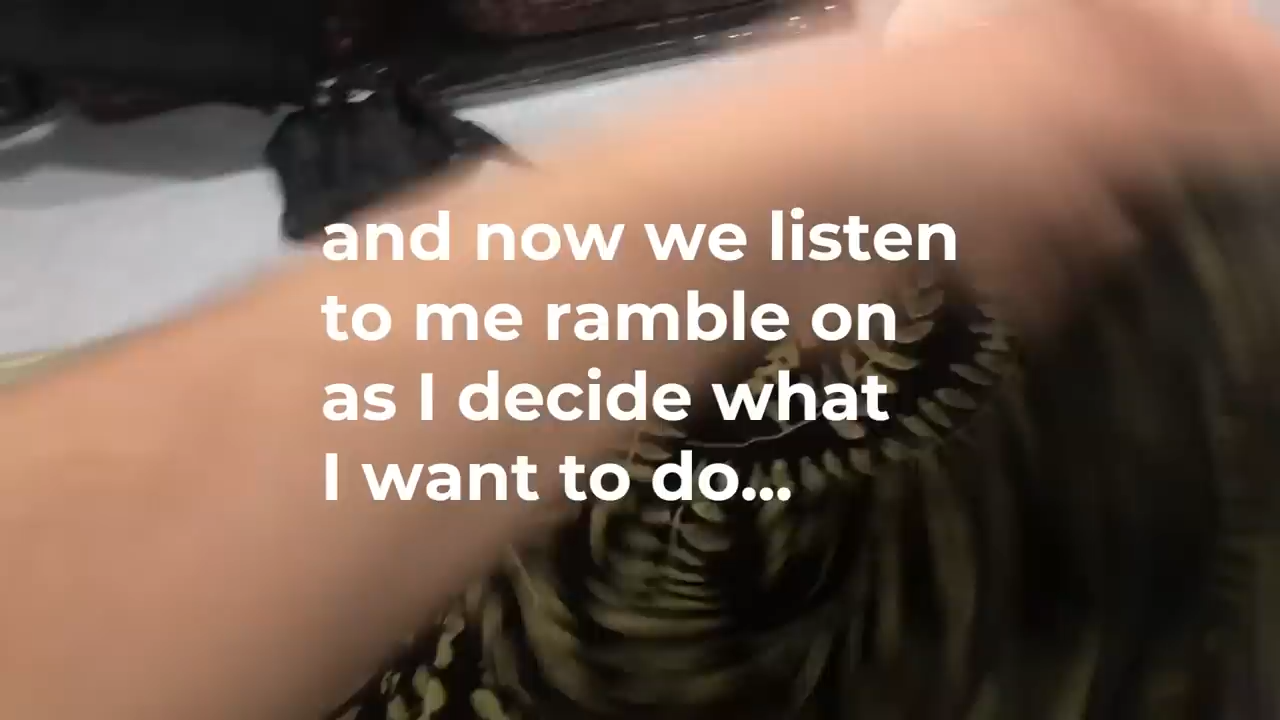 and now we listen
to me ramble on
as I decide what
I want to do...